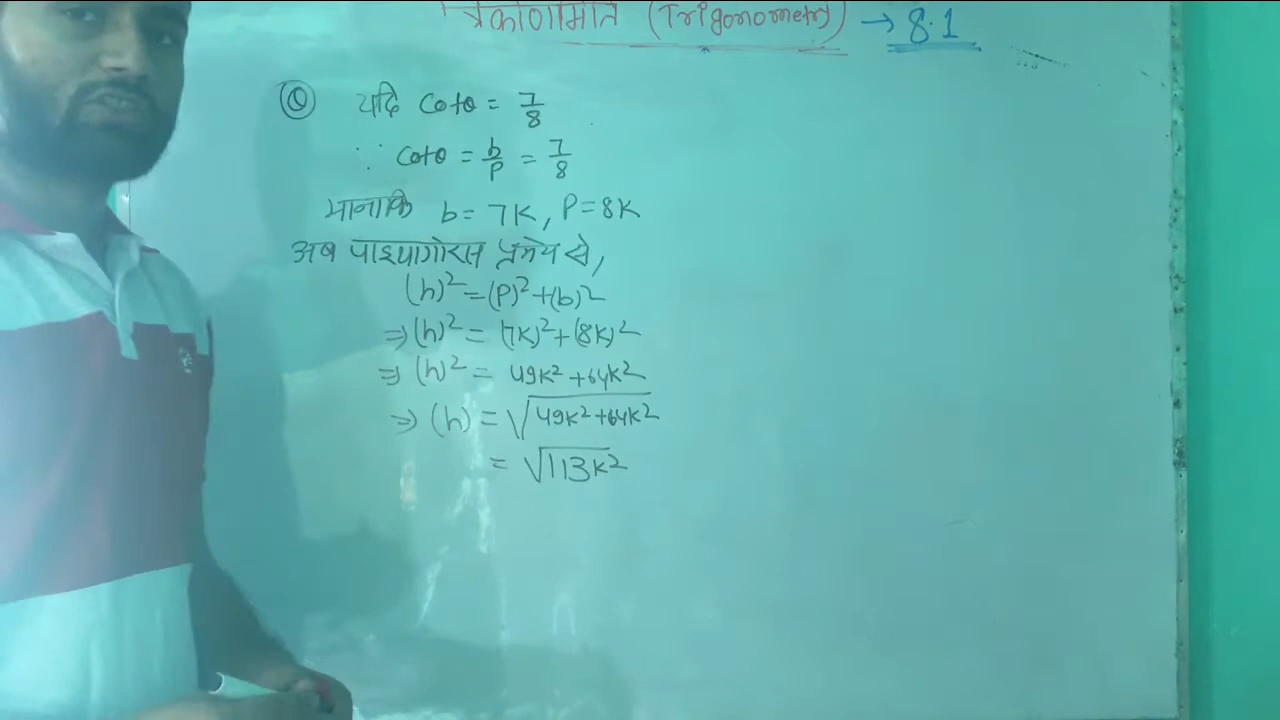 त्रिकोणमिति (Trigonometry) → 8.1
Q यदि cotθ = 7/8
∵ cotθ = b/P = 7/8
मानाकि b = 7K, P = 8K
अब पाइथागोरस प्रमेय से,
(h)² = (P)² + (b)²
⇒ (h)² = (7K)² + (8K)²
⇒ (h)² = 49K² + 64K²
⇒ (h) = √49K² + 64K²
= √113K²